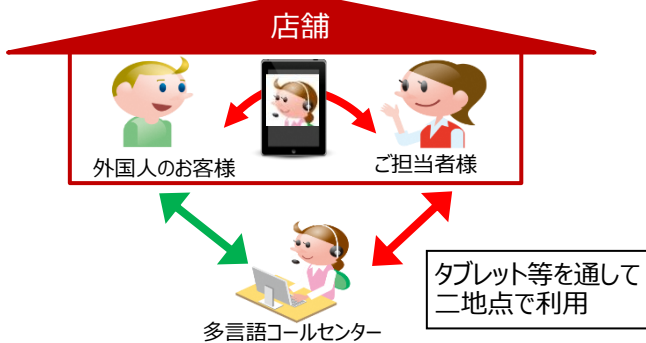 店舗
外国人のお客様
ご担当者様
タブレット等を通して
二地点で利用
多言語コールセンター